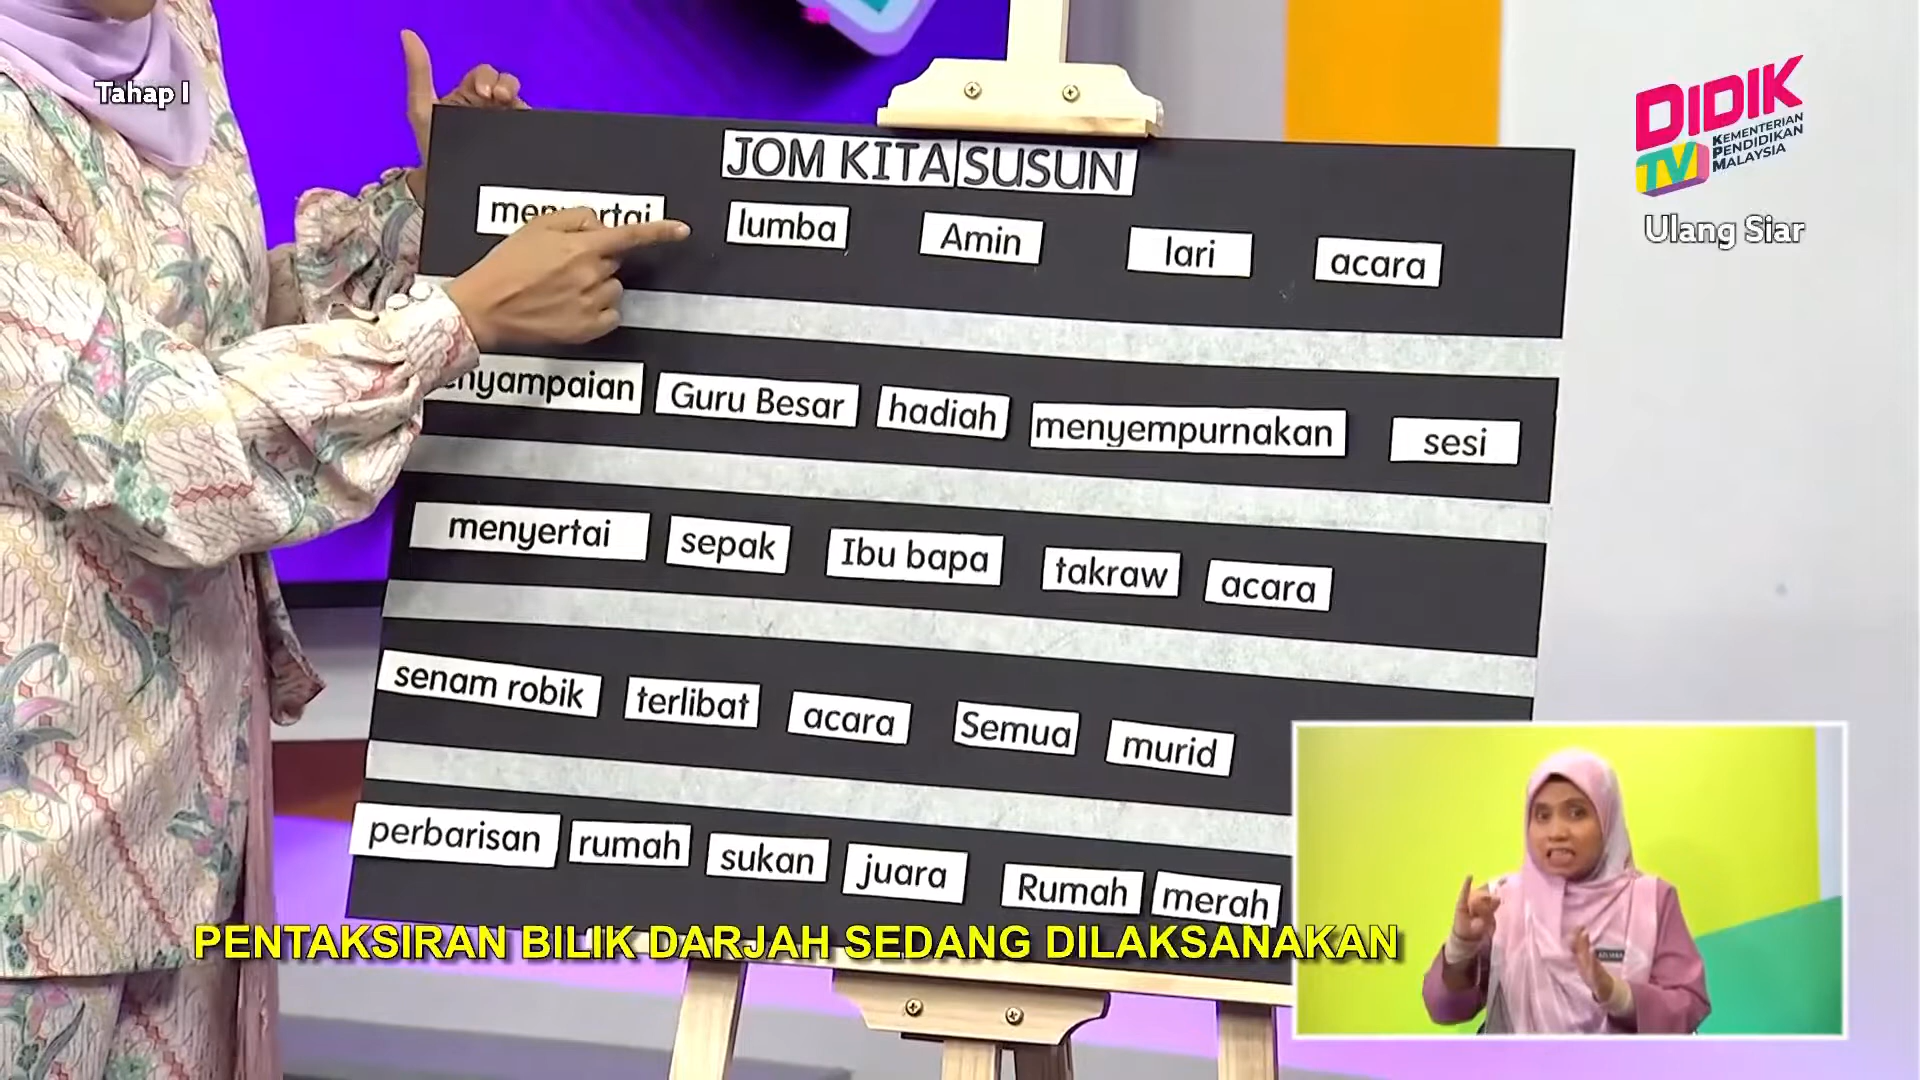 Tahap I
DIDIK
TV
KEMENTERIAN
PENDIDIKAN
MALAYSIA
Ulang Siar
JOM KITA SUSUN
lumba Amin lari acara
Guru Besar hadiah menyempurnakan sesi
menyertai sepak Ibu bapa takraw acara
senam robik terlibat acara Semua murid
perbarisan rumah sukan juara Rumah merah
PENTAKSIRAN BILIK DARJAH SEDANG DILAKSANAKAN